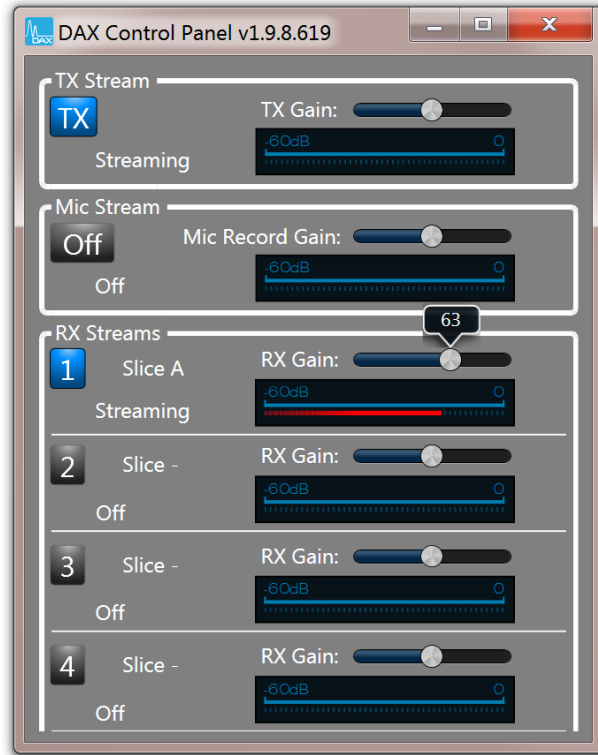 DAX DAX Control Panel v1.9.8.619
TX Stream
TX TX Gain:
-60dB 0
Streaming
Mic Stream
Off Mic Record Gain:
-60dB 0
Off
63
RX Streams
1 Slice A RX Gain:
-60dB 0
Streaming
2 Slice - RX Gain:
-60dB 0
Off
3 Slice - RX Gain:
-60dB 0
Off
4 Slice - RX Gain:
-60dB 0
Off